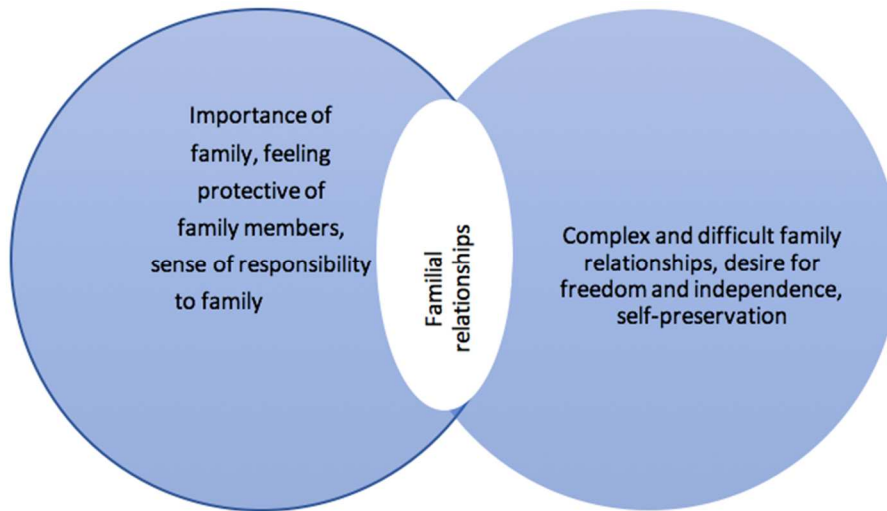 Importance of
family, feeling
protective of
family members,
sense of responsibility
to family
Familial
relationships
Complex and difficult family
relationships, desire for
freedom and independence,
self-preservation